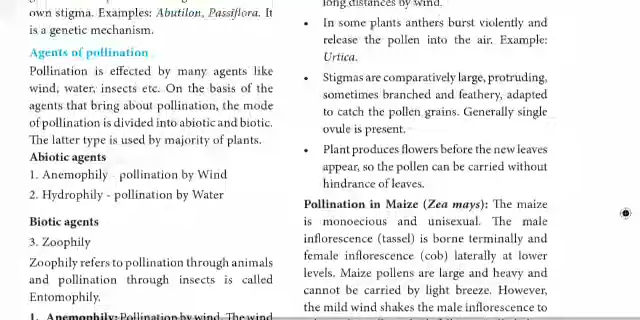 own stigma. Examples: Abutilon, Passiflora. It
is a genetic mechanism.
Agents of pollination
Pollination is effected by many agents like
wind, water, insects etc. On the basis of the
agents that bring about pollination, the mode
of pollination is divided into abiotic and biotic.
The latter type is used by majority of plants.
Abiotic agents
1. Anemophily - pollination by Wind
2. Hydrophily - pollination by Water
Biotic agents
3. Zoophily
Zoophily refers to pollination through animals
and pollination through insects is called
Entomophily.
1. Anemophily: Pollination by wind. The wind
long distances by wind.
• In some plants anthers burst violently and
release the pollen into the air. Example:
Urtica.
• Stigmas are comparatively large, protruding,
sometimes branched and feathery, adapted
to catch the pollen grains. Generally single
ovule is present.
• Plant produces flowers before the new leaves
appear, so the pollen can be carried without
hindrance of leaves.
Pollination in Maize (Zea mays): The maize
is monoecious and unisexual. The male
inflorescence (tassel) is borne terminally and
female inflorescence (cob) laterally at lower
levels. Maize pollens are large and heavy and
cannot be carried by light breeze. However,
the mild wind shakes the male inflorescence to